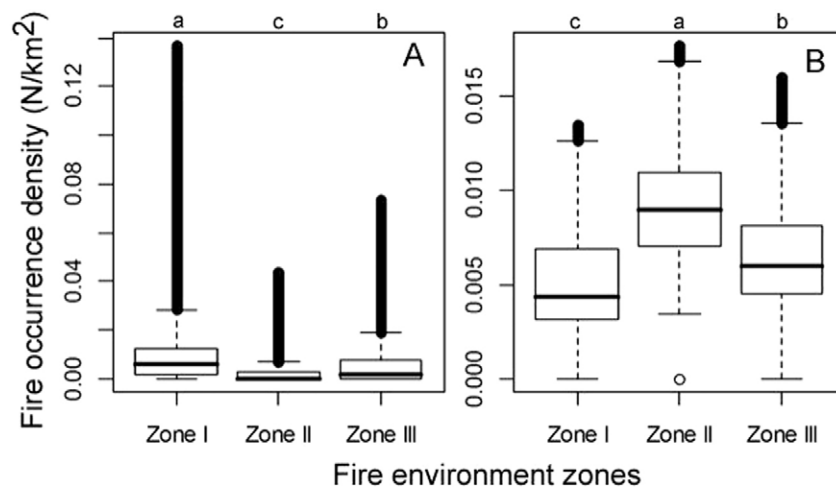 a c b
A
Fire occurrence density (N/km²)
0.12
0.08
0.04
0.00
Zone I Zone II Zone III
c a b
B
0.015
0.010
0.005
0.000
Zone I Zone II Zone III
Fire environment zones